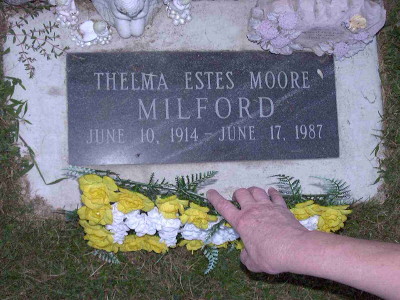 THELMA ESTES MOORE
MILFORD
JUNE 10, 1914 - JUNE 17, 1987